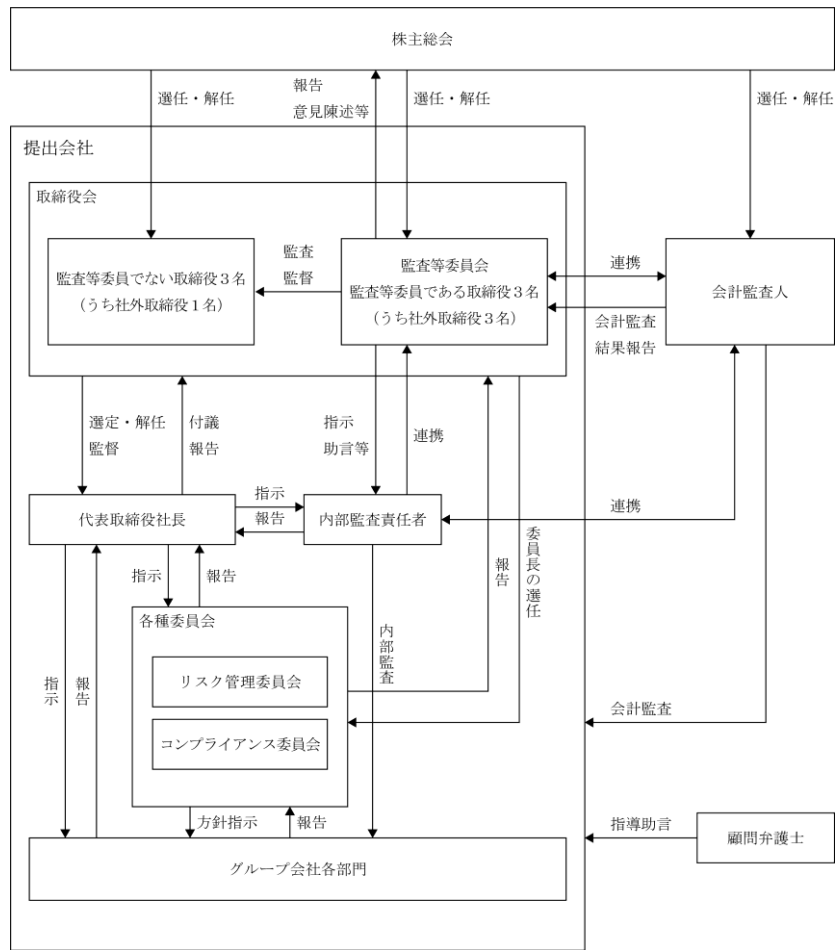 株主総会
選任・解任
報告
意見陳述等
選任・解任
選任・解任
提出会社
取締役会
監査等委員でない取締役３名
（うち社外取締役１名）
監査
監督
監査等委員会
監査等委員である取締役３名
（うち社外取締役３名）
連携
会計監査
結果報告
会計監査人
選定・解任
監督
付議
報告
指示
助言等
連携
代表取締役社長
指示
報告
内部監査責任者
連携
指示
報告
報告
委員長の選任
各種委員会
リスク管理委員会
コンプライアンス委員会
内部監査
指示
報告
会計監査
方針指示
報告
指導助言
顧問弁護士
グループ会社各部門